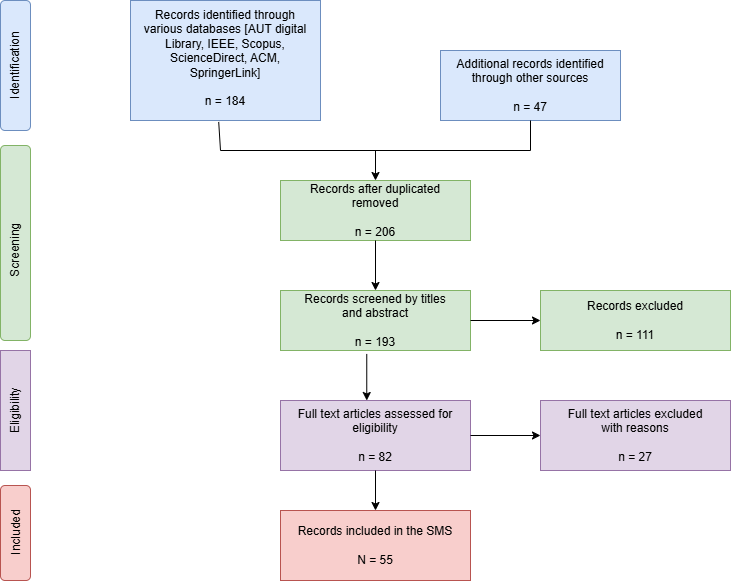 Identification
Records identified through
various databases [AUT digital
Library, IEEE, Scopus,
ScienceDirect, ACM,
SpringerLink]
n = 184
Additional records identified
through other sources
n = 47
Screening
Records after duplicated
removed
n = 206
Records screened by titles
and abstract
n = 193
Records excluded
n = 111
Eligibility
Full text articles assessed for
eligibility
n = 82
Full text articles excluded
with reasons
n = 27
Included
Records included in the SMS
N = 55